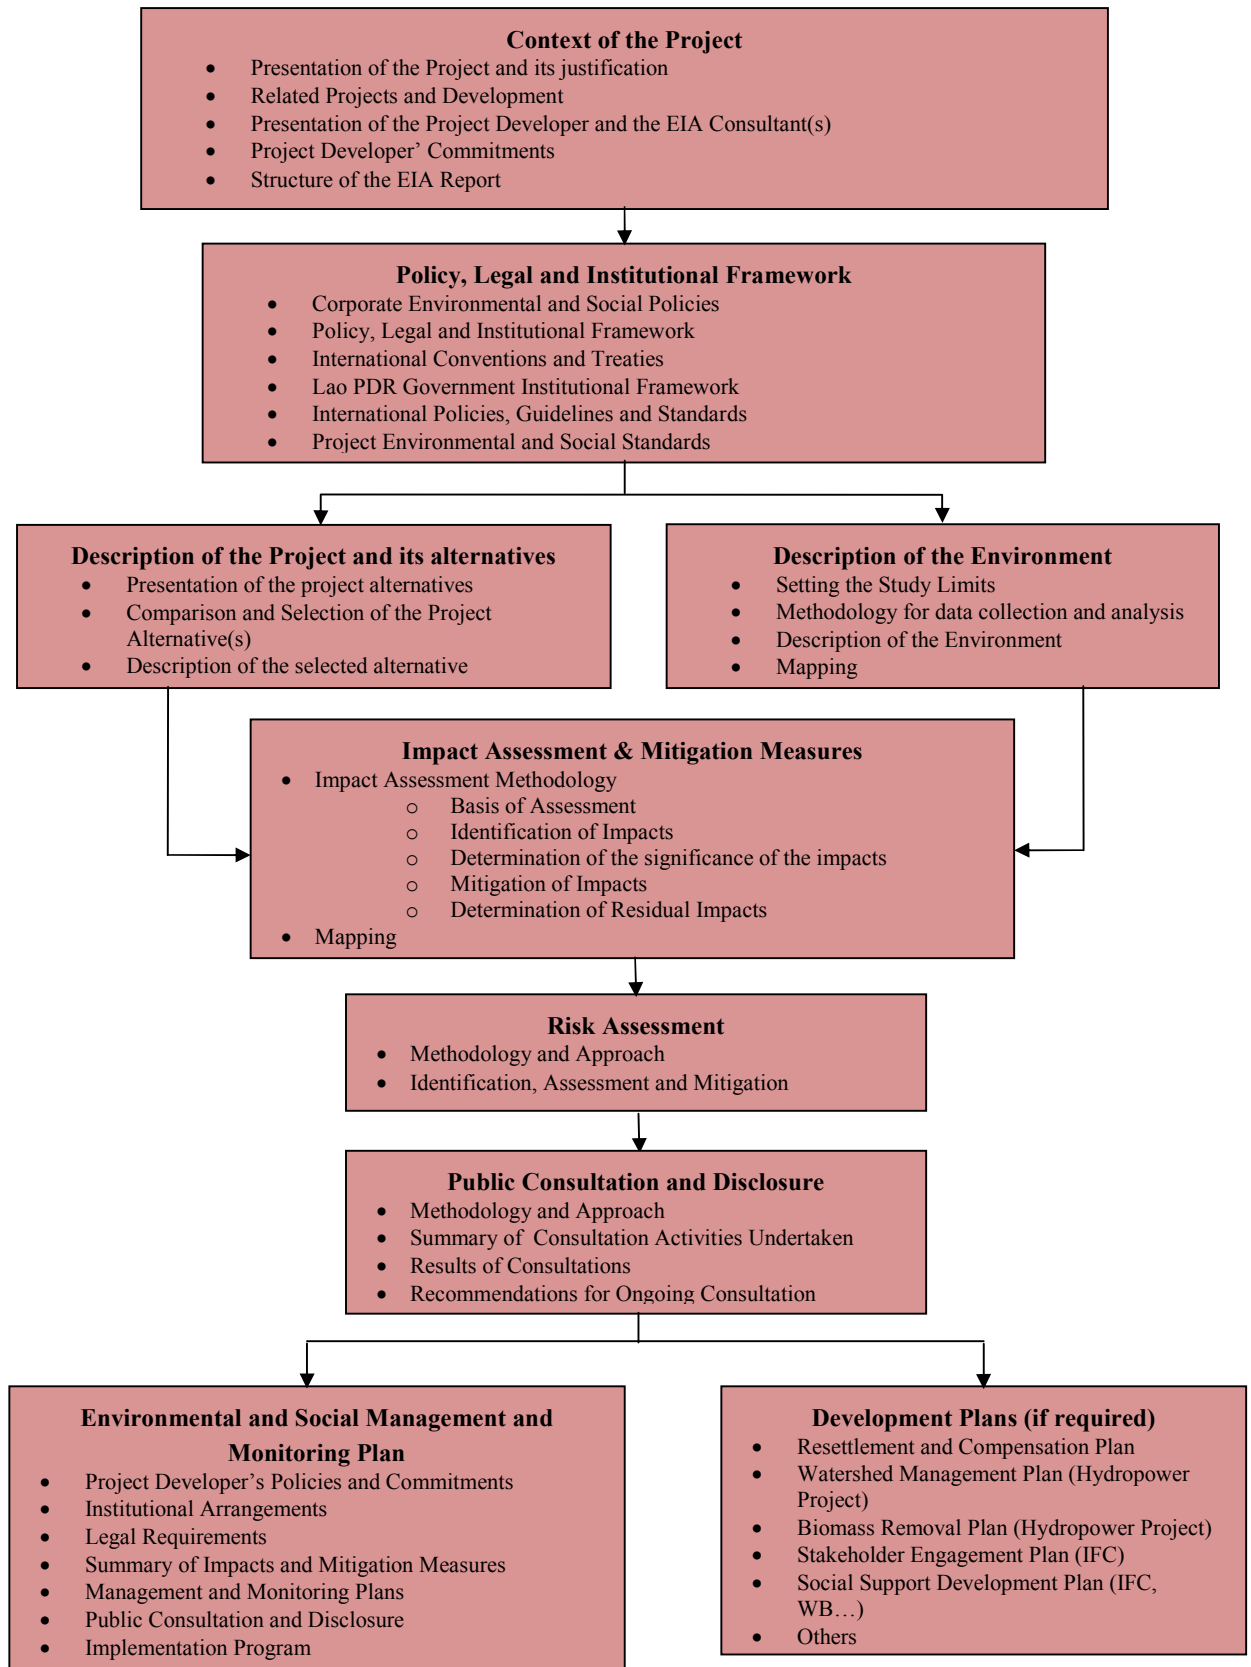 Context of the Project
• Presentation of the Project and its justification
• Related Projects and Development
• Presentation of the Project Developer and the EIA Consultant(s)
• Project Developer’ Commitments
• Structure of the EIA Report
Policy, Legal and Institutional Framework
• Corporate Environmental and Social Policies
• Policy, Legal and Institutional Framework
• International Conventions and Treaties
• Lao PDR Government Institutional Framework
• International Policies, Guidelines and Standards
• Project Environmental and Social Standards
Description of the Project and its alternatives
• Presentation of the project alternatives
• Comparison and Selection of the Project
Alternative(s)
• Description of the selected alternative
Description of the Environment
• Setting the Study Limits
• Methodology for data collection and analysis
• Description of the Environment
• Mapping
Impact Assessment & Mitigation Measures
• Impact Assessment Methodology
o Basis of Assessment
o Identification of Impacts
o Determination of the significance of the impacts
o Mitigation of Impacts
o Determination of Residual Impacts
• Mapping
Risk Assessment
• Methodology and Approach
• Identification, Assessment and Mitigation
Public Consultation and Disclosure
• Methodology and Approach
• Summary of Consultation Activities Undertaken
• Results of Consultations
• Recommendations for Ongoing Consultation
Environmental and Social Management and
Monitoring Plan
• Project Developer’s Policies and Commitments
• Institutional Arrangements
• Legal Requirements
• Summary of Impacts and Mitigation Measures
• Management and Monitoring Plans
• Public Consultation and Disclosure
• Implementation Program
Development Plans (if required)
• Resettlement and Compensation Plan
• Watershed Management Plan (Hydropower
Project)
• Biomass Removal Plan (Hydropower Project)
• Stakeholder Engagement Plan (IFC)
• Social Support Development Plan (IFC,
WB…)
• Others